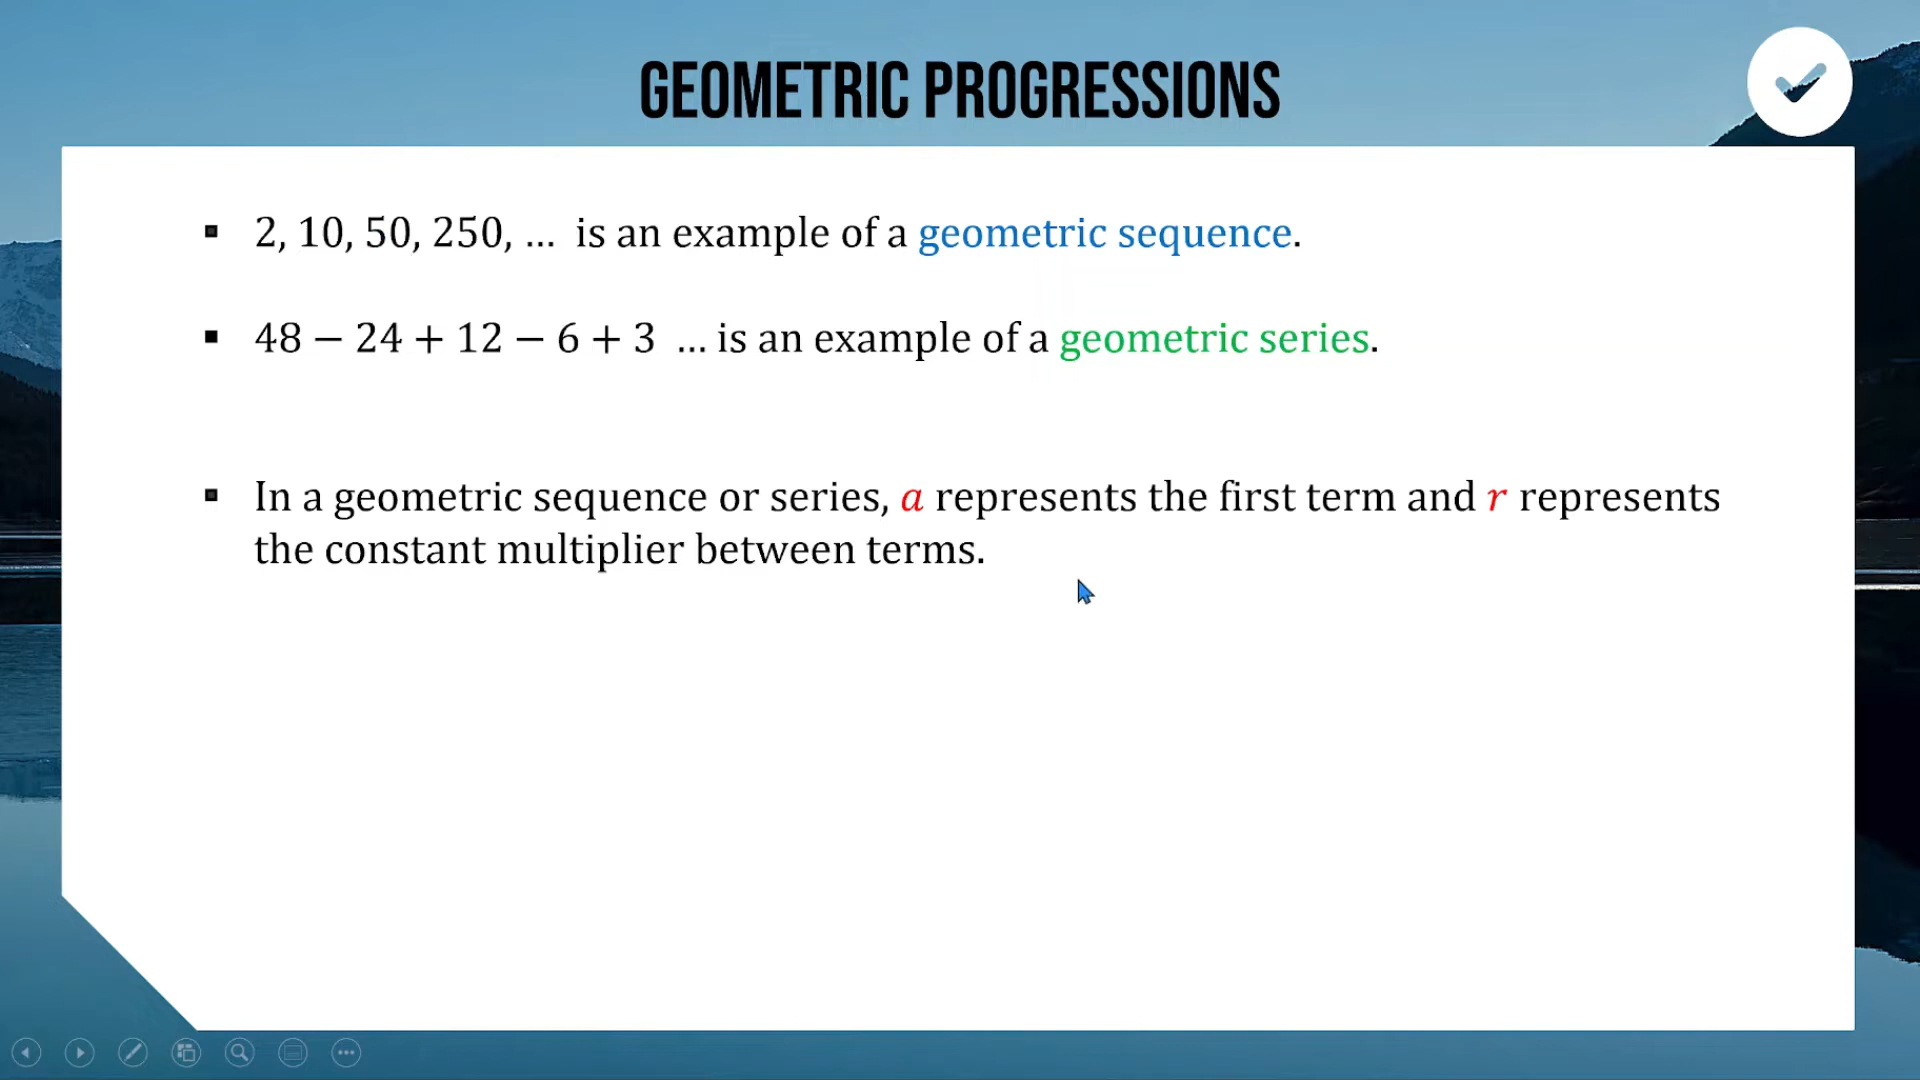 GEOMETRIC PROGRESSIONS
▪ 2, 10, 50, 250, … is an example of a geometric sequence.
▪ 48 − 24 + 12 − 6 + 3 … is an example of a geometric series.
▪ In a geometric sequence or series, a represents the first term and r represents
the constant multiplier between terms.